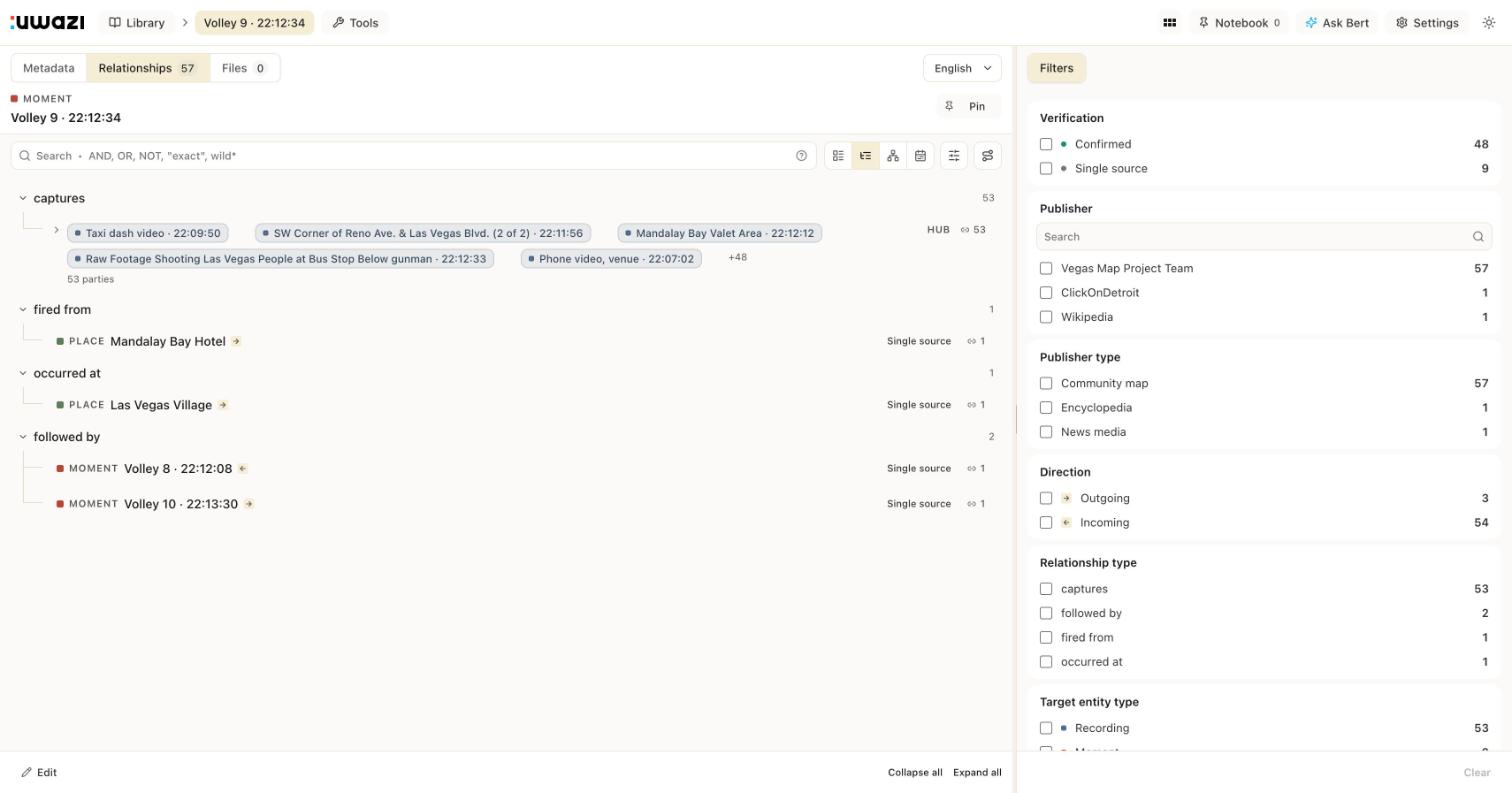 :uwazi
Library
Volley 9 · 22:12:34
Tools
Notebook 0
Ask Bert
Settings
Metadata
Relationships 57
Files 0
English
MOMENT
Volley 9 · 22:12:34
Pin
Search • AND, OR, NOT, "exact", wild*
captures 53
Taxi dash video · 22:09:50
SW Corner of Reno Ave. & Las Vegas Blvd. (2 of 2) · 22:11:56
Mandalay Bay Valet Area · 22:12:12
HUB 53
Raw Footage Shooting Las Vegas People at Bus Stop Below gunman · 22:12:33
Phone video, venue · 22:07:02
+48
53 parties
fired from 1
PLACE Mandalay Bay Hotel → Single source 1
occurred at 1
PLACE Las Vegas Village → Single source 1
followed by 2
MOMENT Volley 8 · 22:12:08 ← Single source 1
MOMENT Volley 10 · 22:13:30 → Single source 1
Edit
Collapse all
Expand all
Filters
Verification
Confirmed 48
Single source 9
Publisher
Search
Vegas Map Project Team 57
ClickOnDetroit 1
Wikipedia 1
Publisher type
Community map 57
Encyclopedia 1
News media 1
Direction
→ Outgoing 3
← Incoming 54
Relationship type
captures 53
followed by 2
fired from 1
occurred at 1
Target entity type
Recording 53
Clear